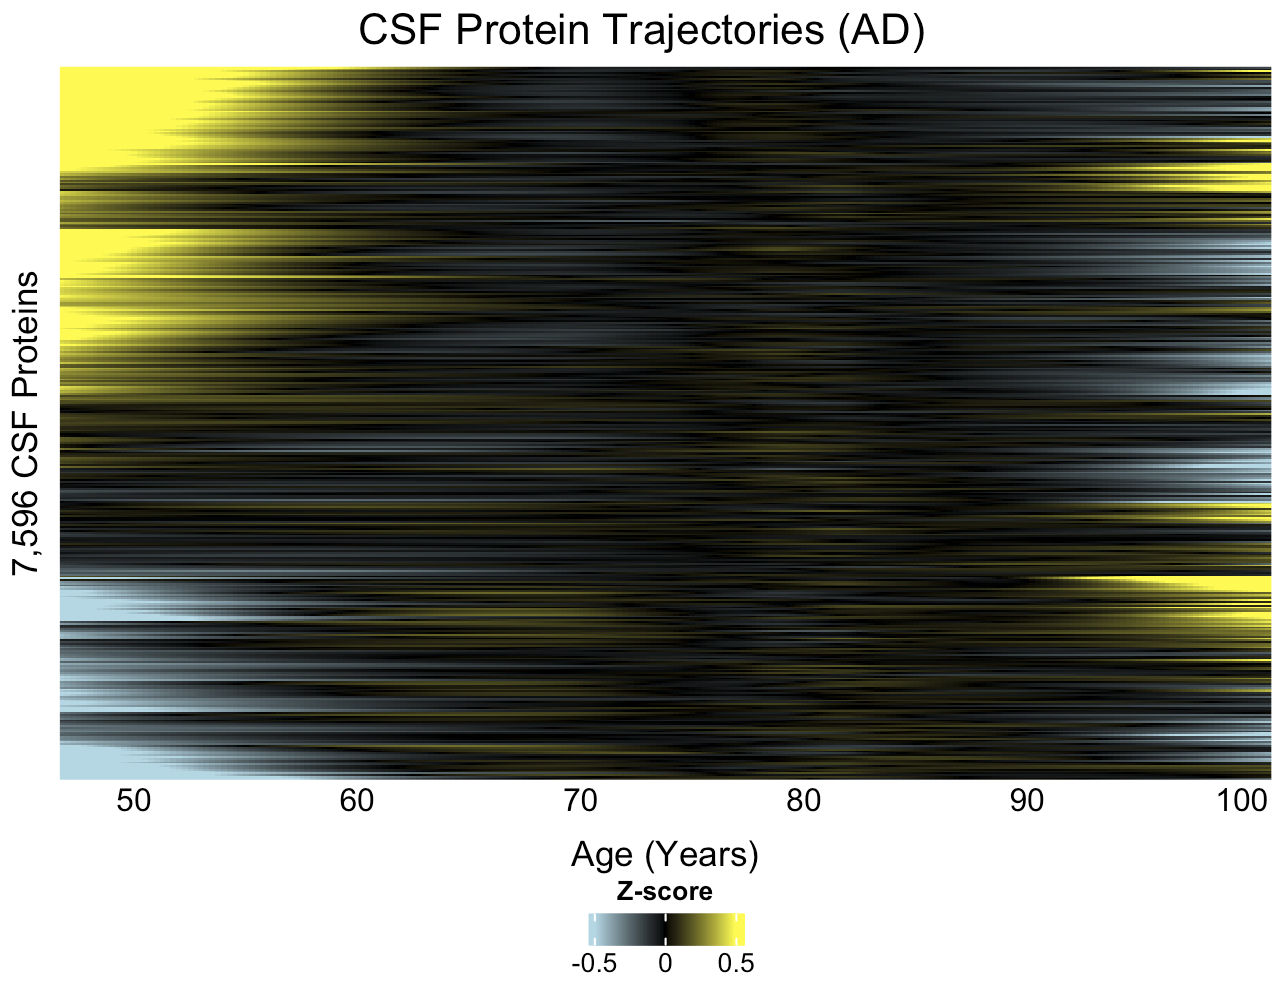 CSF Protein Trajectories (AD)
7,596 CSF Proteins
50 60 70 80 90 100
Age (Years)
Z-score
-0.5 0 0.5